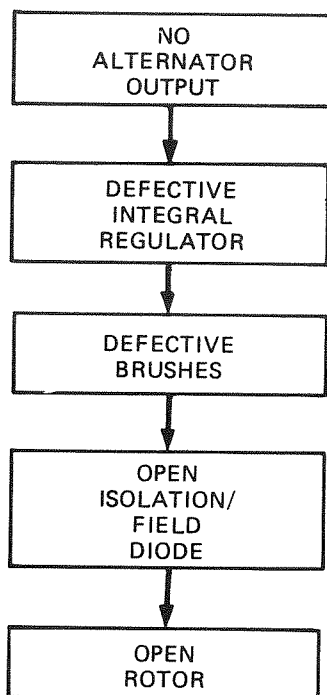 NO
ALTERNATOR
OUTPUT
DEFECTIVE
INTEGRAL
REGULATOR
DEFECTIVE
BRUSHES
OPEN
ISOLATION/
FIELD
DIODE
OPEN
ROTOR